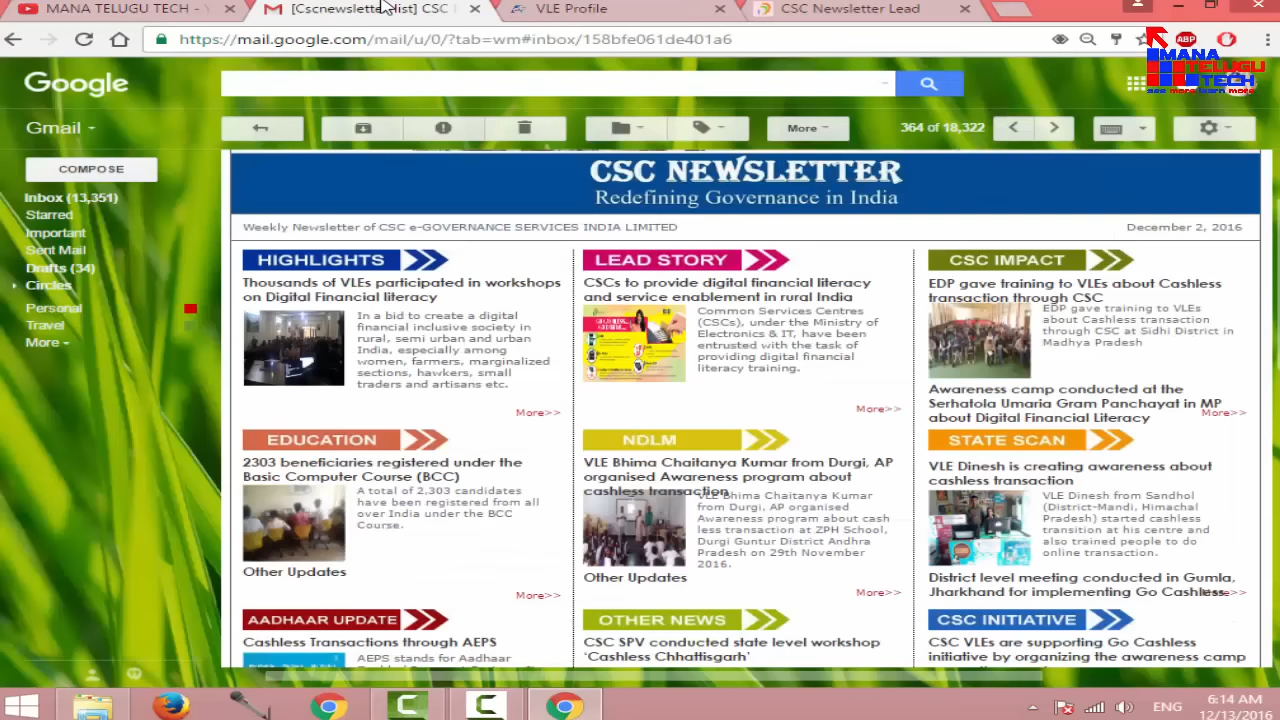 MANA TELUGU TECH -
[Cscnewsletter
list] CSC
VLE Profile
CSC Newsletter Lead
https://mail.google.com/mail/u/0/?tab=wm#inbox/158bfe061de401a6
ABP
MANA
TELUGU
TECH
see more learn more
Google
Gmail
More
364 of 18,322
COMPOSE
Inbox (13,351)
Starred
Important
Sent Mail
Drafts (34)
Circles
Personal
Travel
More
CSC NEWSLETTER
Redefining Governance in India
Weekly Newsletter of CSC e-GOVERNANCE SERVICES INDIA LIMITED
December 2, 2016
HIGHLIGHTS
Thousands of VLEs participated in workshops
on Digital Financial literacy
In a bid to create a digital
financial inclusive society in
rural, semi urban and urban
India, especially among
women, farmers, marginalized
sections, hawkers, small
traders and artisans etc.
More>>
LEAD STORY
CSCs to provide digital financial literacy
and service enablement in rural India
Common Services Centres
(CSCs), under the Ministry of
Electronics & IT, have been
entrusted with the task of
providing digital financial
literacy training.
More>>
CSC IMPACT
EDP gave training to VLEs about Cashless
transaction through CSC
EDP gave training to VLEs
about Cashless transaction
through CSC at Sidhi District in
Madhya Pradesh
Awareness camp conducted at the
Serhatola Umaria Gram Panchayat in MP
about Digital Financial Literacy
More>>
EDUCATION
2303 beneficiaries registered under the
Basic Computer Course (BCC)
A total of 2,303 candidates
have been registered from all
over India under the BCC
Course.
Other Updates
More>>
NDLM
VLE Bhima Chaitanya Kumar from Durgi, AP
organised Awareness program about
cashless transaction
VLE Bhima Chaitanya Kumar
from Durgi, AP organised
Awareness program about cash
less transaction at ZPH School,
Durgi Guntur District Andhra
Pradesh on 29th November
2016.
Other Updates
More>>
STATE SCAN
VLE Dinesh is creating awareness about
cashless transaction
VLE Dinesh from Sandhol
(District-Mandi, Himachal
Pradesh) started cashless
transition at his centre and
also trained people to do
online transaction.
District level meeting conducted in Gumla,
Jharkhand for implementing Go Cashless
More>>
AADHAAR UPDATE
Cashless Transactions through AEPS
AEPS stands for Aadhaar
OTHER NEWS
CSC SPV conducted state level workshop
'Cashless Chhattisgarh'
CSC INITIATIVE
CSC VLEs are supporting Go Cashless
initiative by organizing the awareness camp
ENG
6:14 AM
12/13/2016